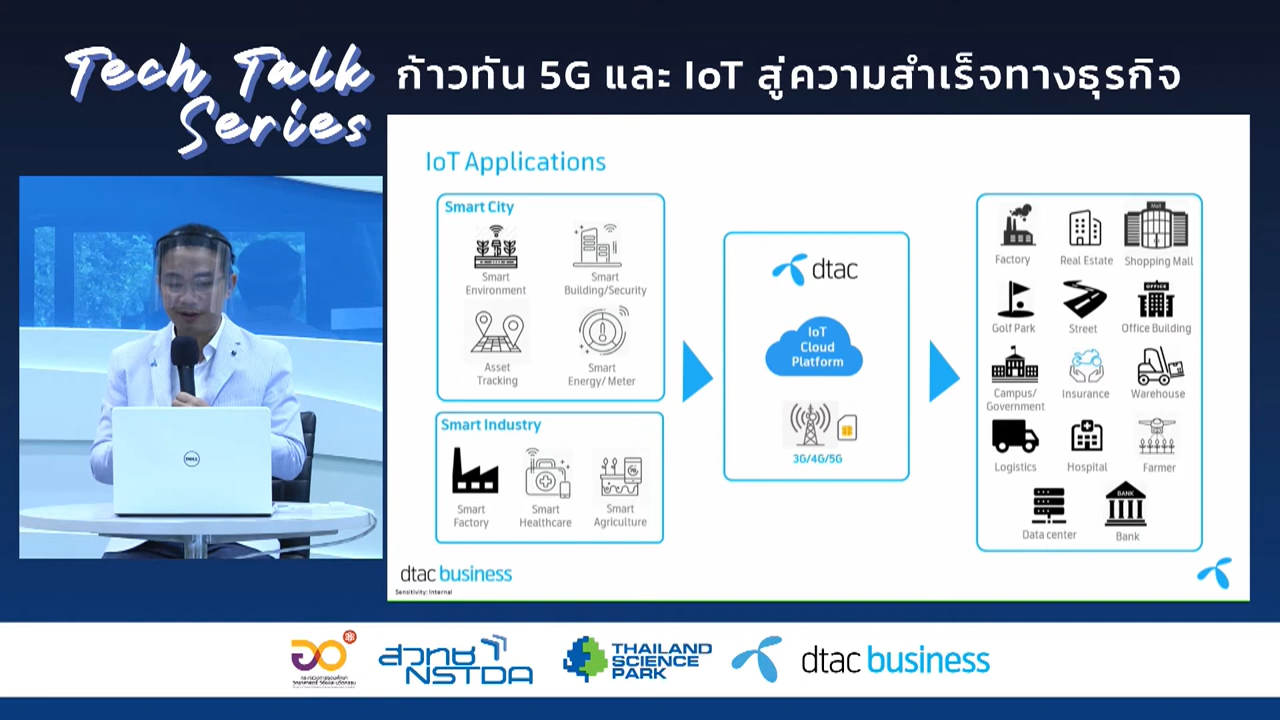 Tech Talk
Series
ก้าวทัน 5G และ IoT สู่ความสำเร็จทางธุรกิจ
IoT Applications
Smart City
Smart
Environment
Smart
Building/Security
Asset
Tracking
Smart
Energy/ Meter
Smart Industry
Smart
Factory
Smart
Healthcare
Smart
Agriculture
dtac
IoT
Cloud
Platform
3G/4G/5G
Factory
Real Estate
Mall
Shopping Mall
Golf Park
Street
OFFICE
Office Building
Campus/
Government
Insurance
Warehouse
Logistics
Hospital
Farmer
Data center
BANK
Bank
dtac business
Sensitivity: Internal
DELL
สวทช
NSTDA
THAILAND
SCIENCE
PARK
dtac business